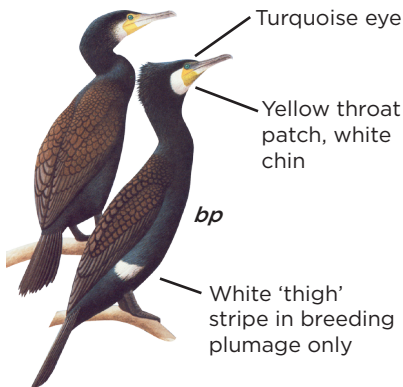 Turquoise eye
Yellow throat
patch, white
chin
bp
White ‘thigh’
stripe in breeding
plumage only